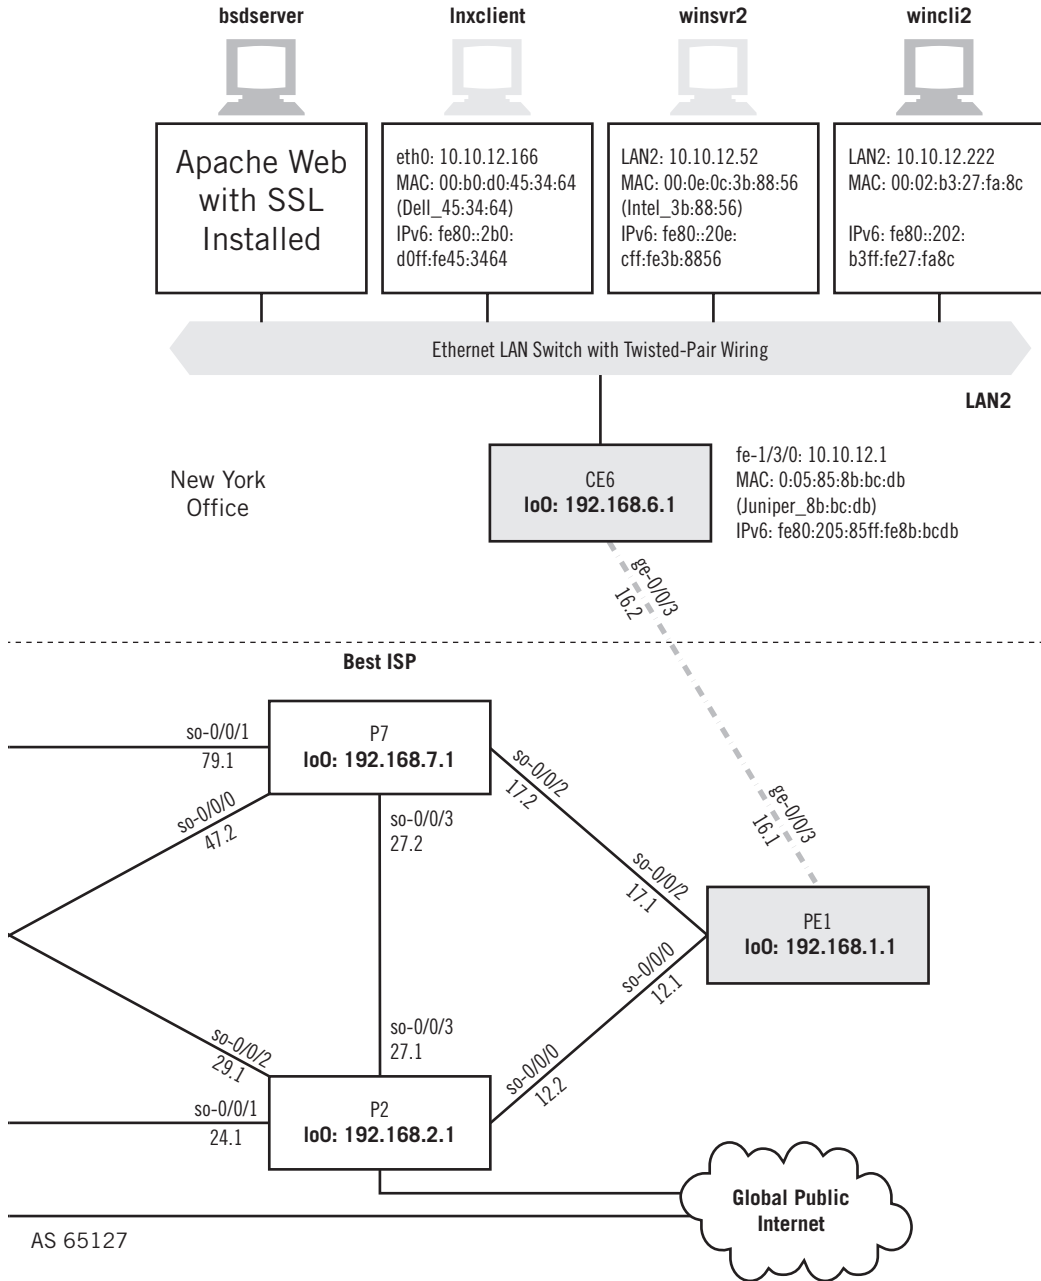 bsdserver
lnxclient
winsvr2
wincli2
Apache Web
with SSL
Installed
eth0: 10.10.12.166
MAC: 00:b0:d0:45:34:64
(Dell_45:34:64)
IPv6: fe80::2b0:
d0ff:fe45:3464
LAN2: 10.10.12.52
MAC: 00:0e:0c:3b:88:56
(Intel_3b:88:56)
IPv6: fe80::20e:
cff:fe3b:8856
LAN2: 10.10.12.222
MAC: 00:02:b3:27:fa:8c
IPv6: fe80::202:
b3ff:fe27:fa8c
Ethernet LAN Switch with Twisted-Pair Wiring
LAN2
New York
Office
CE6
lo0: 192.168.6.1
fe-1/3/0: 10.10.12.1
MAC: 0:05:85:8b:bc:db
(Juniper_8b:bc:db)
IPv6: fe80:205:85ff:fe8b:bcdb
ge-0/0/3
16.2
Best ISP
so-0/0/1
79.1
P7
lo0: 192.168.7.1
so-0/0/2
17.2
so-0/0/0
47.2
so-0/0/3
27.2
ge-0/0/3
16.1
so-0/0/2
17.1
PE1
lo0: 192.168.1.1
so-0/0/0
12.1
so-0/0/3
27.1
so-0/0/2
29.1
so-0/0/0
12.2
so-0/0/1
24.1
P2
lo0: 192.168.2.1
Global Public
Internet
AS 65127